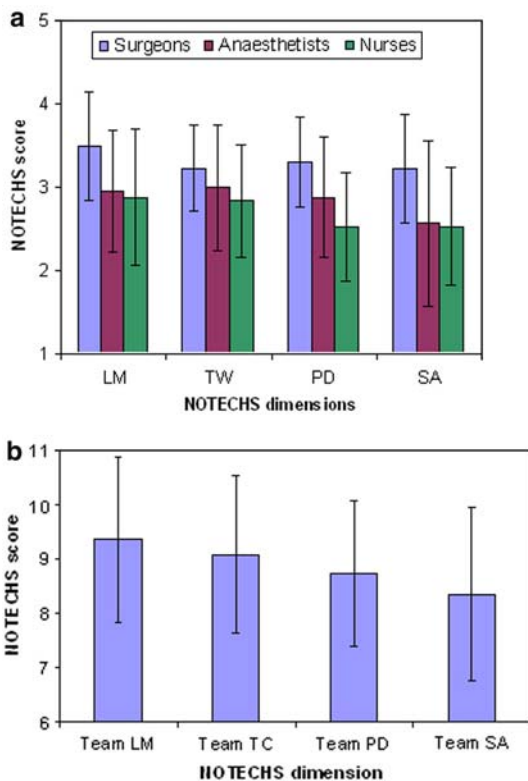 a
5
4
3
2
1
NOTECHS score
Surgeons Anaesthetists Nurses
LM TW PD SA
NOTECHS dimensions
b
11
10
9
8
7
6
NOTECHS score
Team LM Team TC Team PD Team SA
NOTECHS dimension